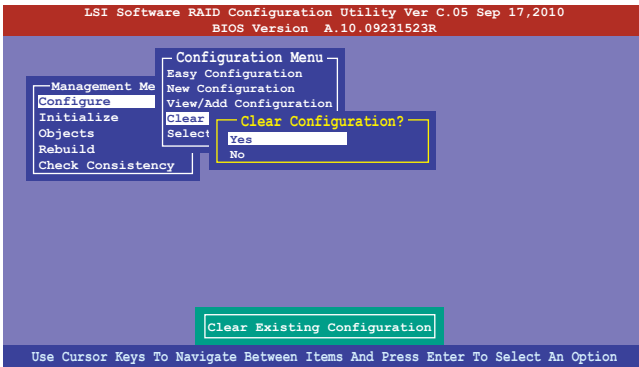 LSI Software RAID Configuration Utility Ver C.05 Sep 17,2010
BIOS Version A.10.09231523R
Configuration Menu
Easy Configuration
New Configuration
View/Add Configuration
Clear
Select
Management Me
Configure
Initialize
Objects
Rebuild
Check Consistency
Clear Configuration?
Yes
No
Clear Existing Configuration
Use Cursor Keys To Navigate Between Items And Press Enter To Select An Option